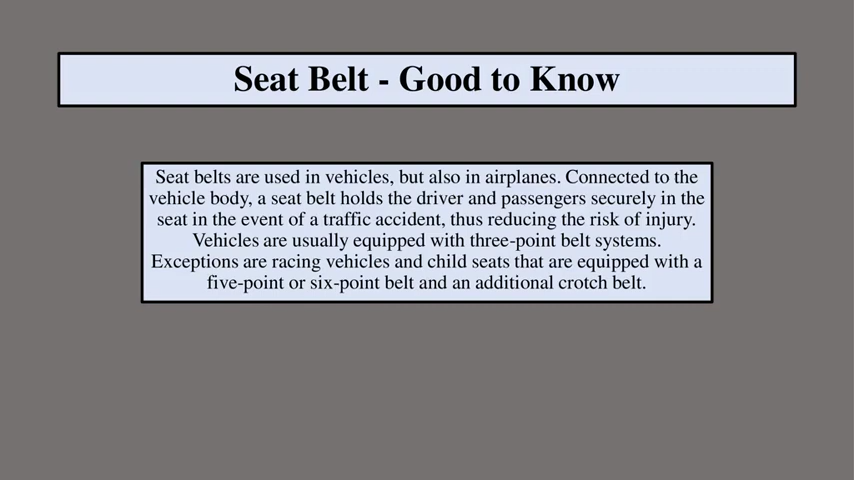 Seat Belt - Good to Know
Seat belts are used in vehicles, but also in airplanes. Connected to the
vehicle body, a seat belt holds the driver and passengers securely in the
seat in the event of a traffic accident, thus reducing the risk of injury.
Vehicles are usually equipped with three-point belt systems.
Exceptions are racing vehicles and child seats that are equipped with a
five-point or six-point belt and an additional crotch belt.